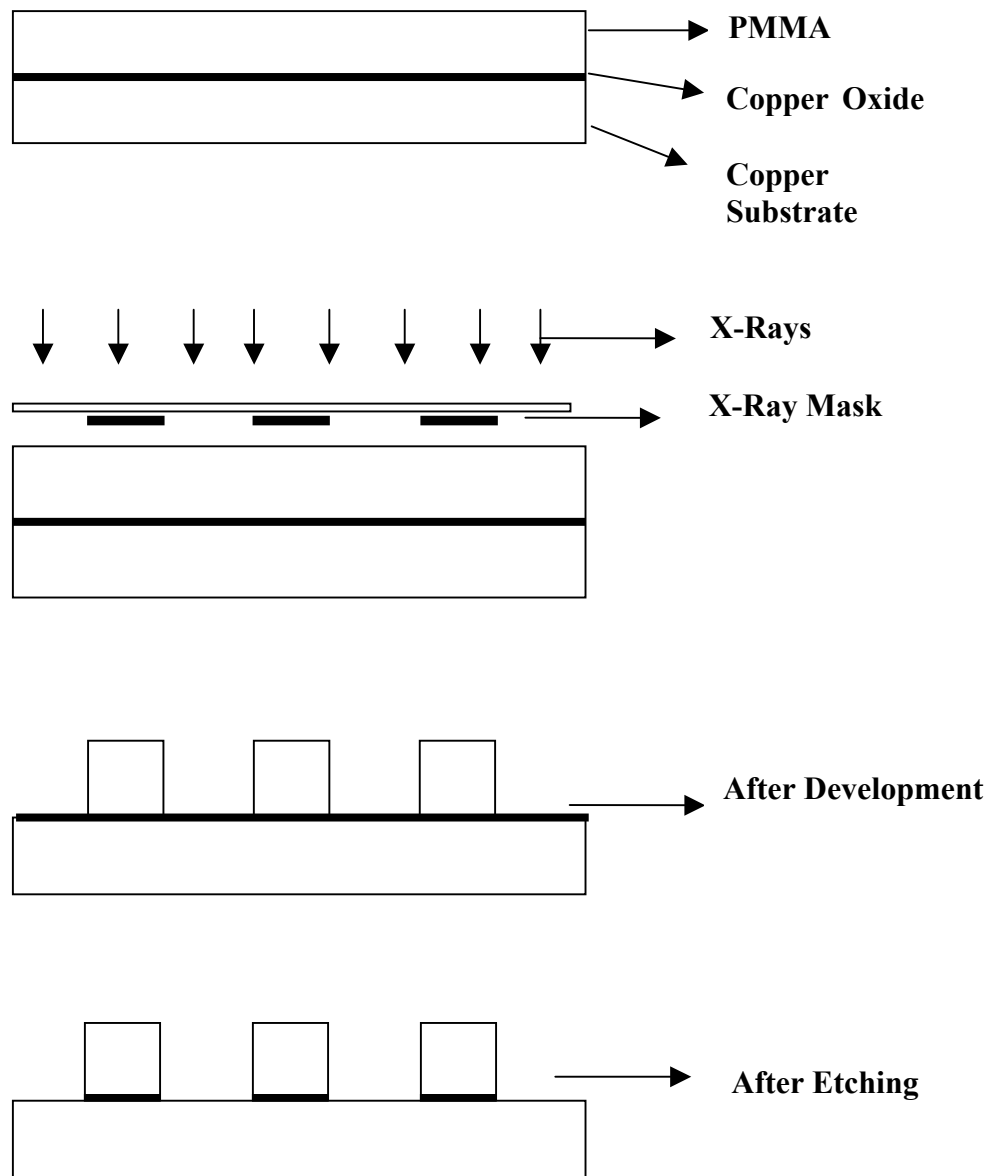 PMMA
Copper Oxide
Copper
Substrate
X-Rays
X-Ray Mask
After Development
After Etching